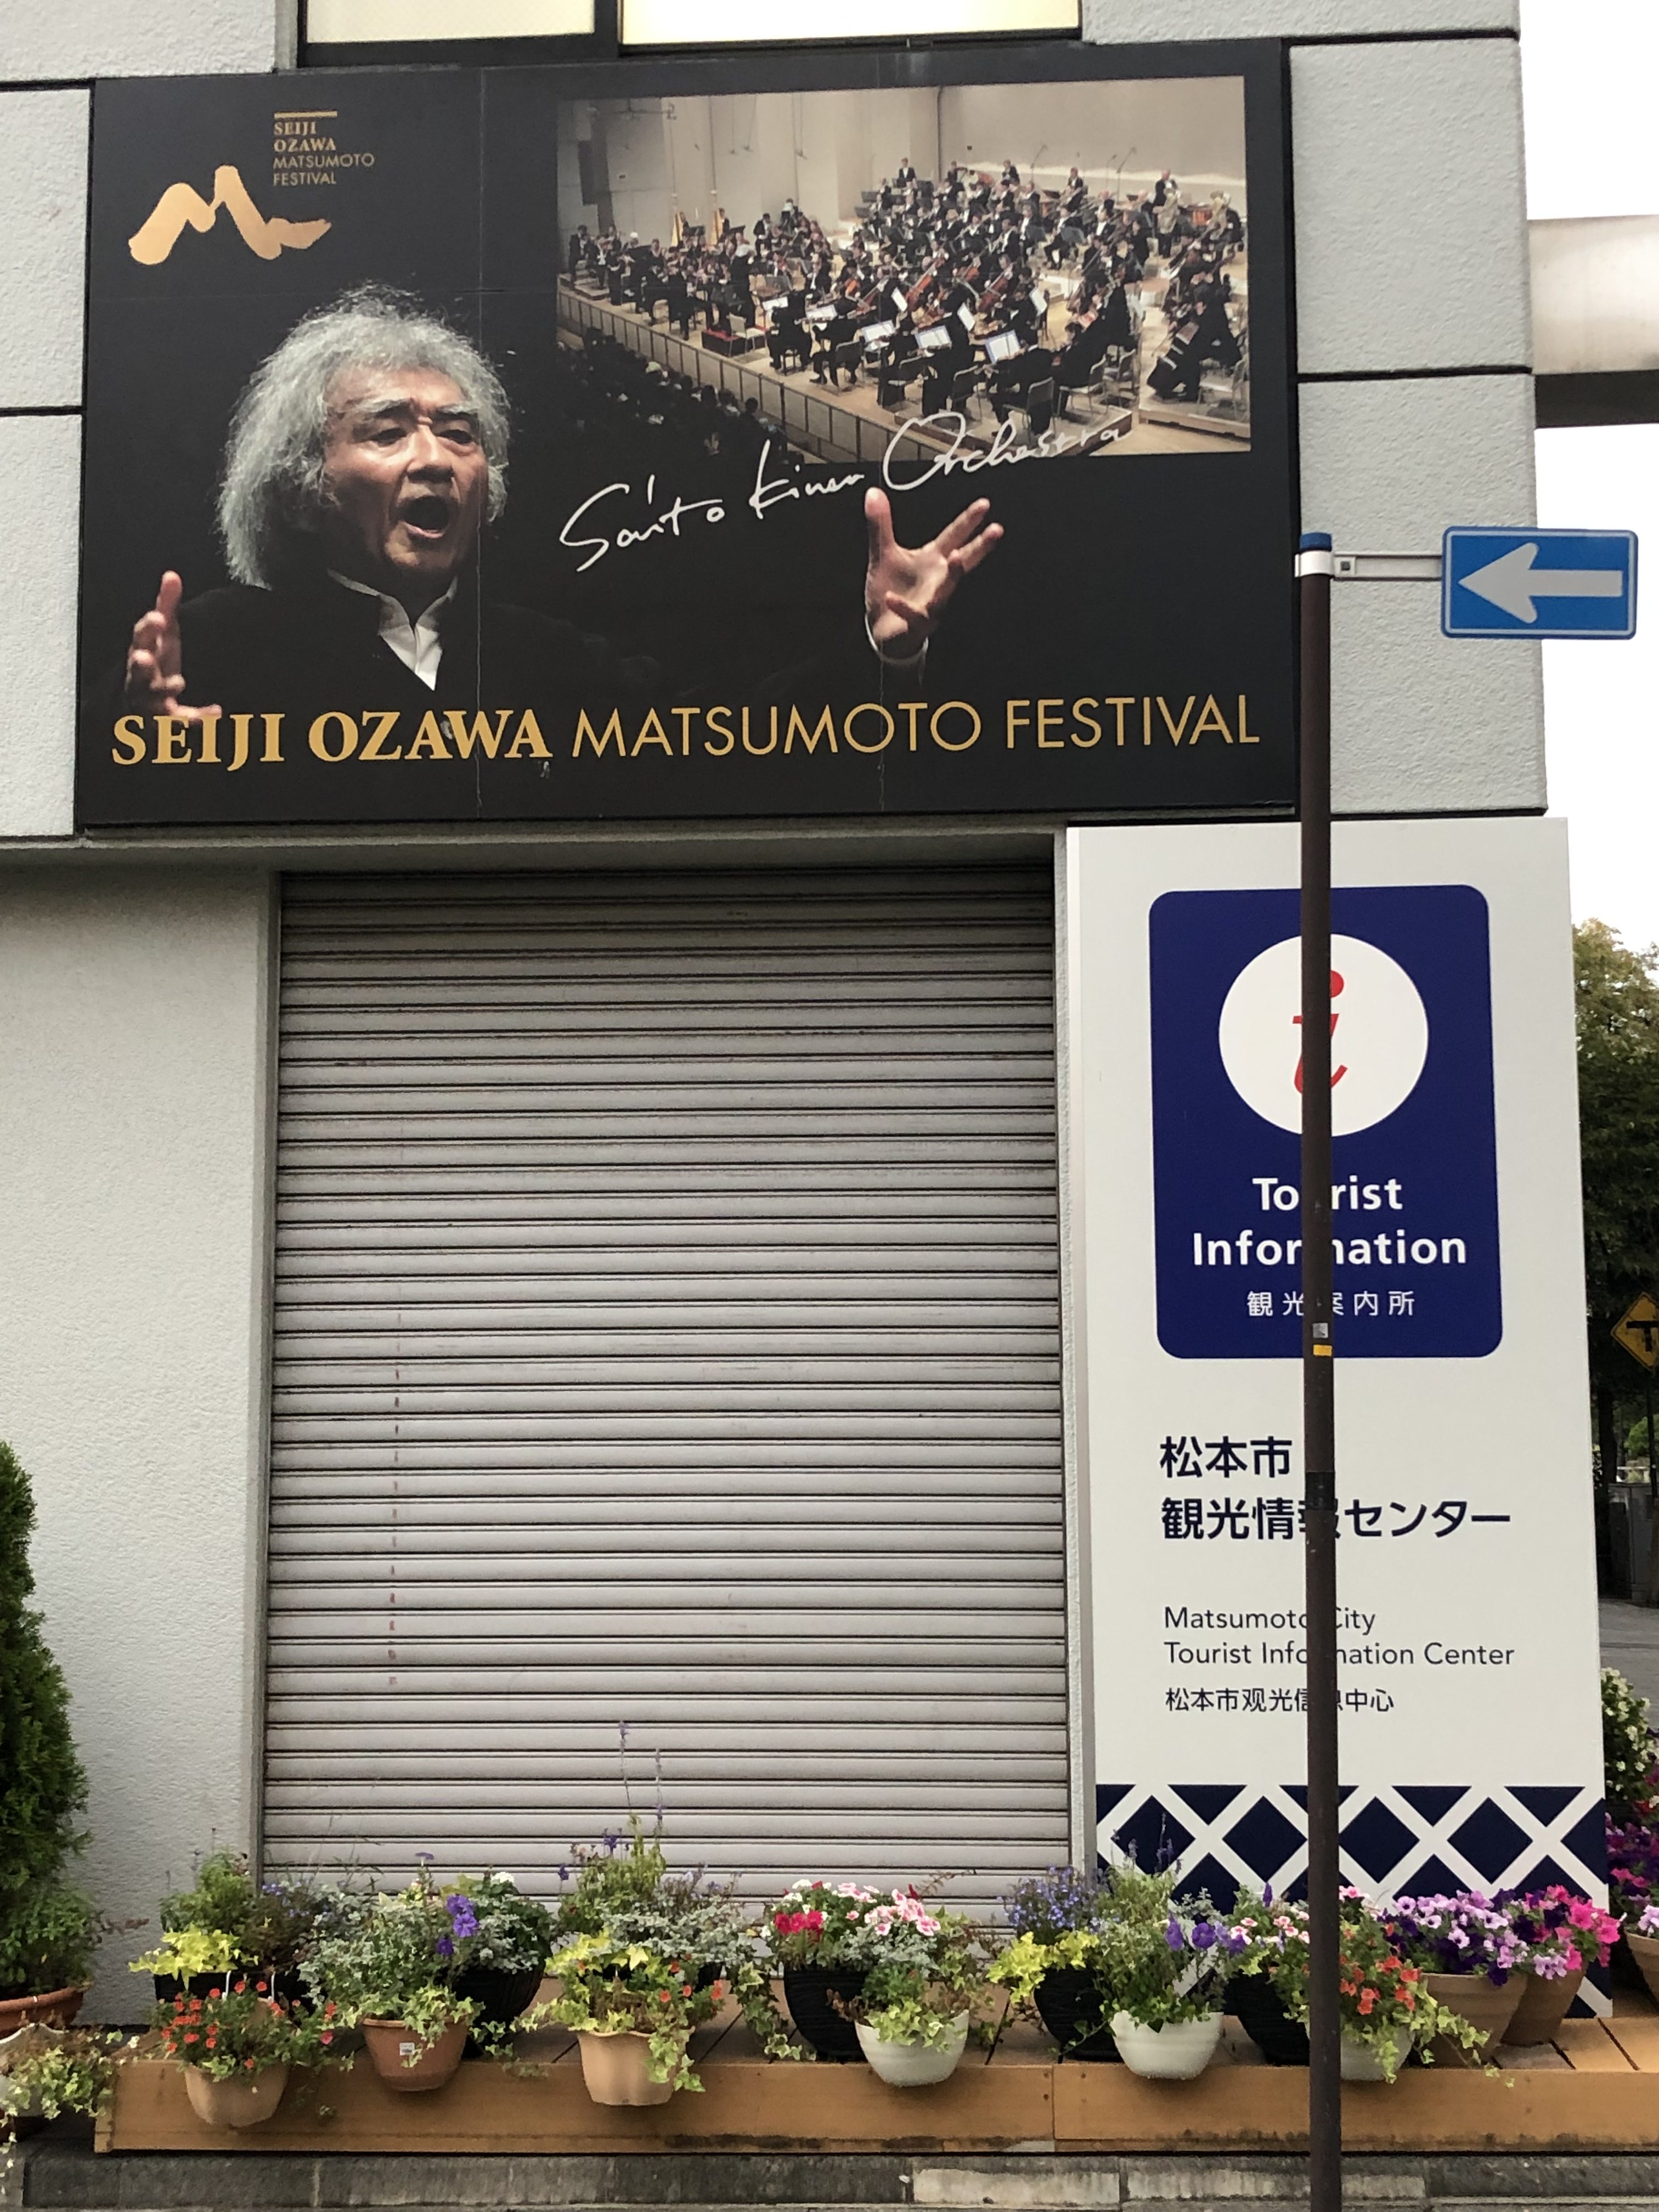 SEIJI
OZAWA
MATSUMOTO
FESTIVAL
Saito Kinen Orchestra
SEIJI OZAWA MATSUMOTO FESTIVAL
i
Tourist
Information
観光案内所
松本市
観光情報センター
Matsumoto City
Tourist Information Center
松本市观光信息中心